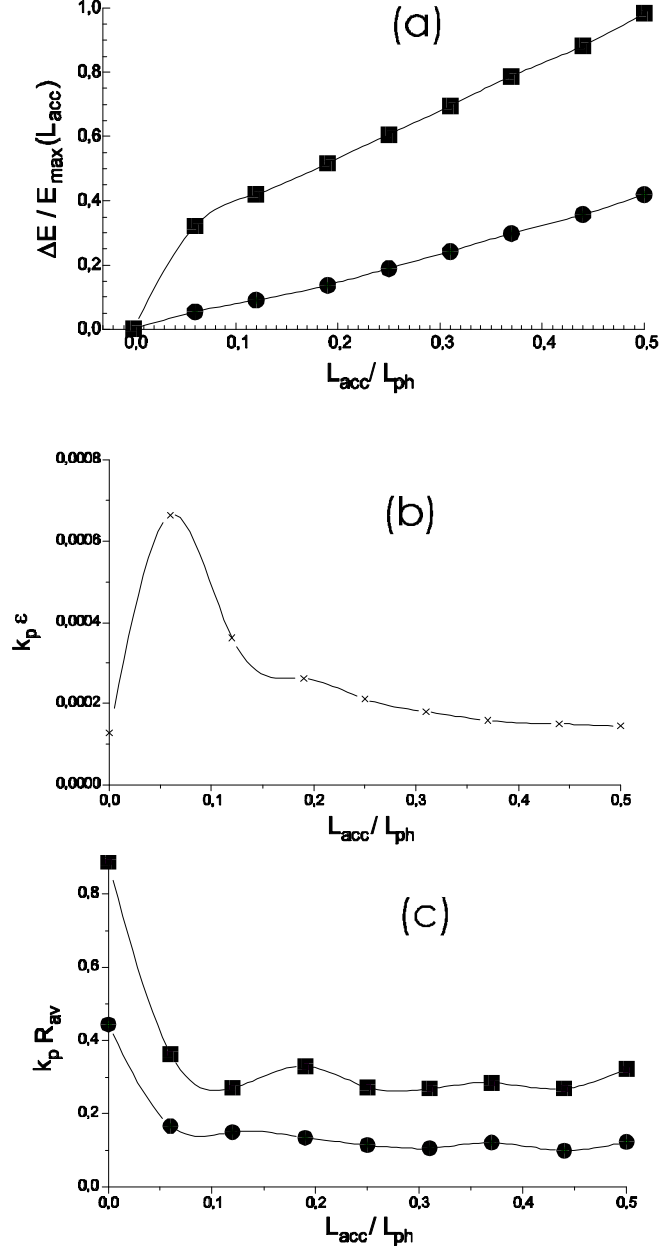 (a)
1,0
0,8
0,6
0,4
0,2
0,0
ΔE / E_max(L_acc)
0,0 0,1 0,2 0,3 0,4 0,5
L_acc/ L_ph
(b)
0,0008
0,0006
0,0004
0,0002
0,0000
k_p ε
0,0 0,1 0,2 0,3 0,4 0,5
L_acc/ L_ph
(c)
0,8
0,6
0,4
0,2
0,0
k_p R_av
0,0 0,1 0,2 0,3 0,4 0,5
L_acc/ L_ph